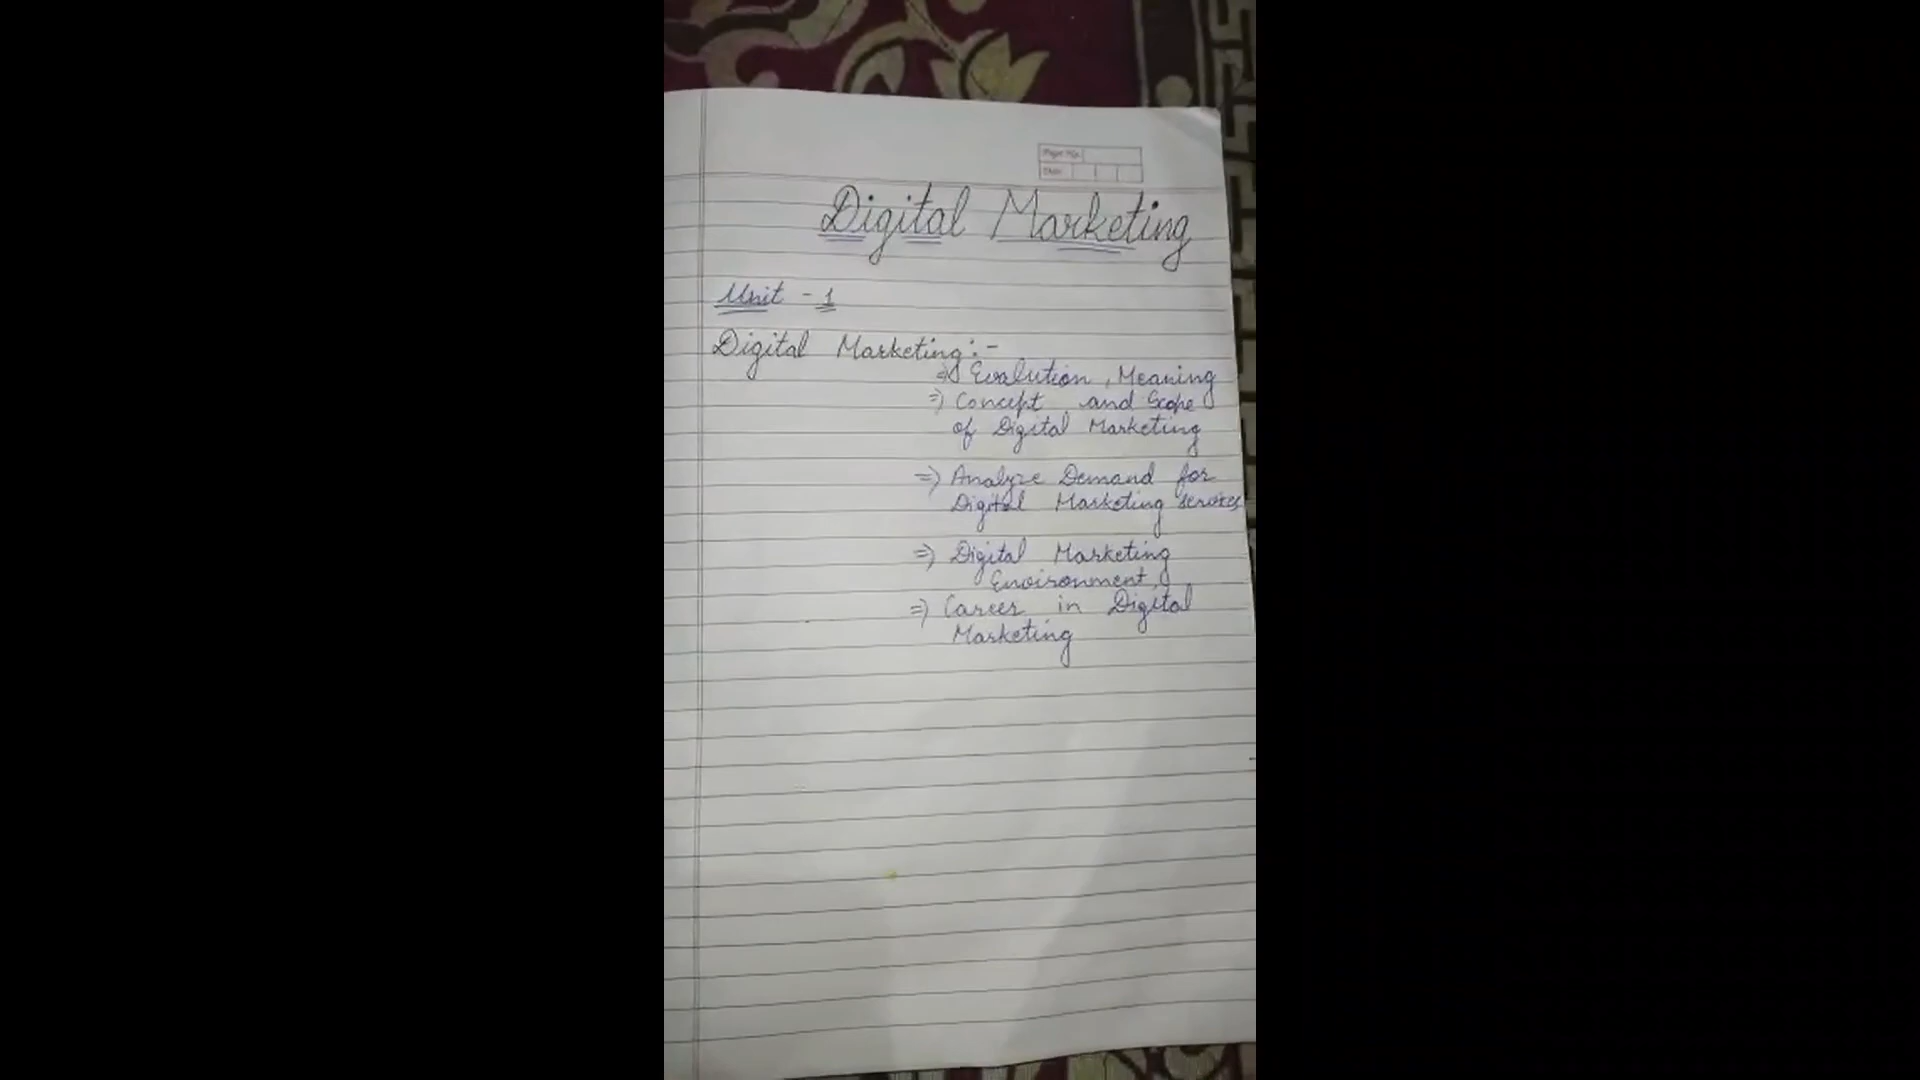 Page No.
Date
Digital Marketing
Unit - 1
Digital Marketing :-
=> Evalution, Meaning
=> Concept and Scope
of Digital Marketing
=> Analyze Demand for
Digital Marketing services
=> Digital Marketing
Environment,
=> Career in Digital
Marketing